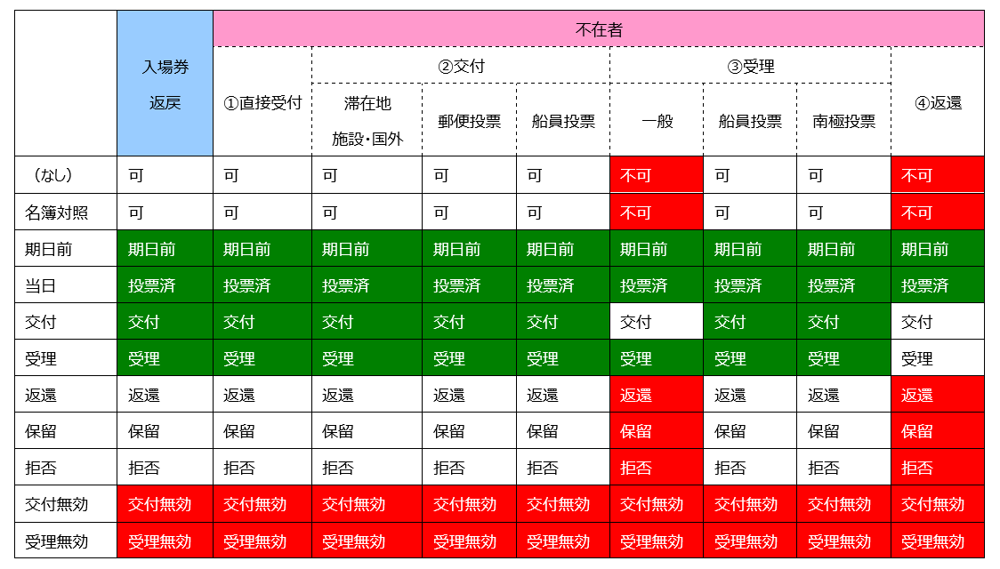 不在者
入場券
返戻
①直接受付
②交付
③受理
④返還
滞在地
施設・国外
郵便投票
船員投票
一般
船員投票
南極投票
（なし） 可 可 可 可 可 不可 可 可 不可
名簿対照 可 可 可 可 可 不可 可 可 不可
期日前 期日前 期日前 期日前 期日前 期日前 期日前 期日前 期日前 期日前
当日 投票済 投票済 投票済 投票済 投票済 投票済 投票済 投票済 投票済
交付 交付 交付 交付 交付 交付 交付 交付 交付 交付
受理 受理 受理 受理 受理 受理 受理 受理 受理 受理
返還 返還 返還 返還 返還 返還 返還 返還 返還 返還
保留 保留 保留 保留 保留 保留 保留 保留 保留 保留
拒否 拒否 拒否 拒否 拒否 拒否 拒否 拒否 拒否 拒否
交付無効 交付無効 交付無効 交付無効 交付無効 交付無効 交付無効 交付無効 交付無効 交付無効
受理無効 受理無効 受理無効 受理無効 受理無効 受理無効 受理無効 受理無効 受理無効 受理無効